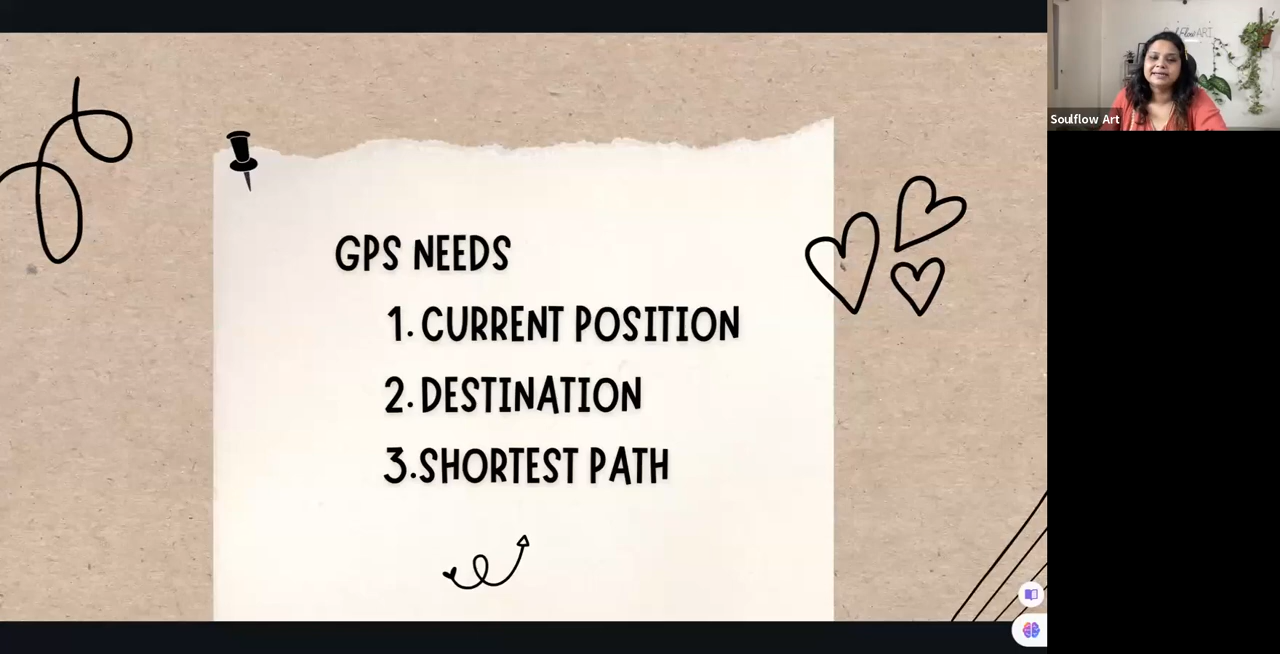 GPS NEEDS
1. CURRENT POSITION
2. DESTINATION
3.SHORTEST PATH
Soulflow Art